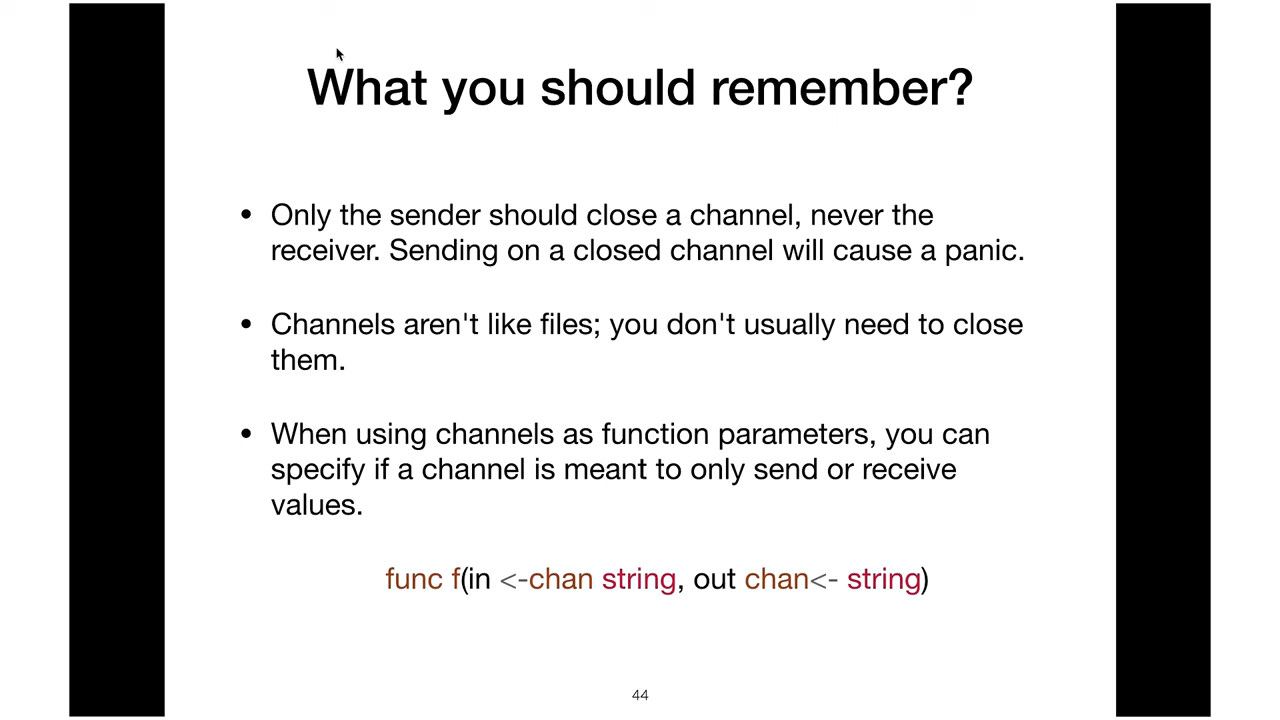 What you should remember?
• Only the sender should close a channel, never the
receiver. Sending on a closed channel will cause a panic.
• Channels aren't like files; you don't usually need to close
them.
• When using channels as function parameters, you can
specify if a channel is meant to only send or receive
values.
func f(in <-chan string, out chan<- string)
44